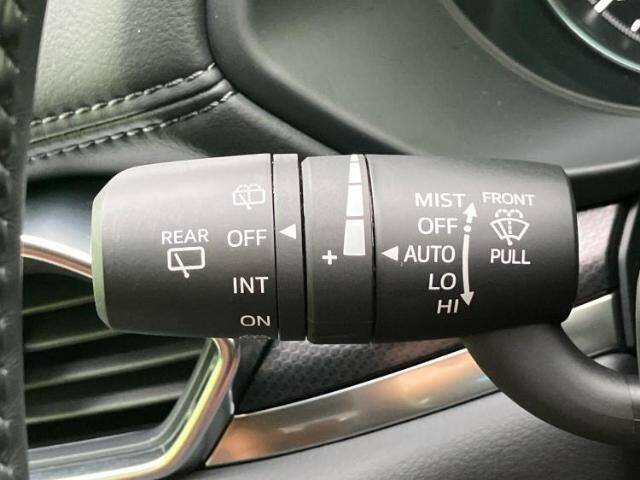 REAR
OFF
INT
ON
+
MIST
OFF
AUTO
LO
HI
FRONT
PULL